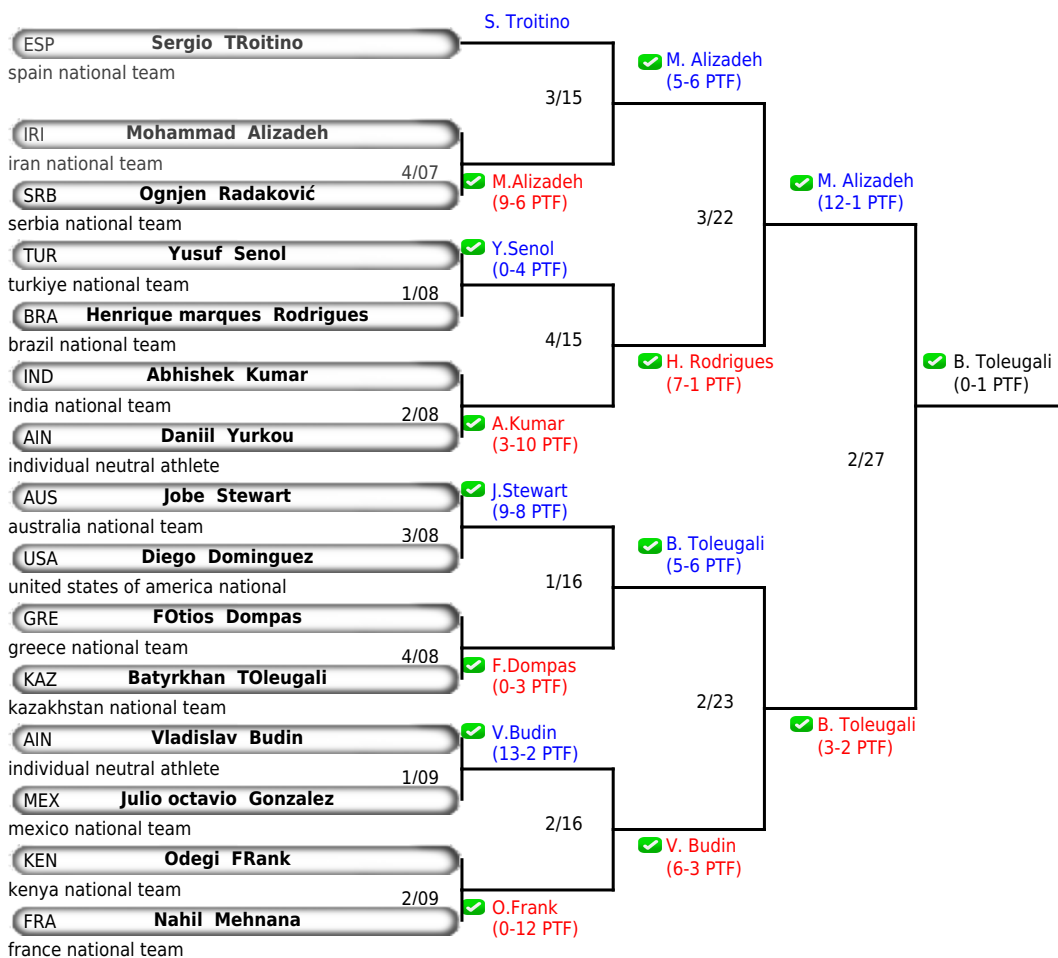 S. Troitino
ESP Sergio TRoitino
spain national team
M. Alizadeh
(5-6 PTF)
3/15
IRI Mohammad Alizadeh
iran national team
4/07
M.Alizadeh
(9-6 PTF)
SRB Ognjen Radaković
serbia national team
M. Alizadeh
(12-1 PTF)
3/22
TUR Yusuf Senol
turkiye national team
Y.Senol
(0-4 PTF)
1/08
BRA Henrique marques Rodrigues
brazil national team
4/15
H. Rodrigues
(7-1 PTF)
B. Toleugali
(0-1 PTF)
IND Abhishek Kumar
india national team
2/08
A.Kumar
(3-10 PTF)
AIN Daniil Yurkou
individual neutral athlete
2/27
AUS Jobe Stewart
australia national team
J.Stewart
(9-8 PTF)
3/08
USA Diego Dominguez
united states of america national
B. Toleugali
(5-6 PTF)
1/16
GRE FOtios Dompas
greece national team
4/08
F.Dompas
(0-3 PTF)
KAZ Batyrkhan TOleugali
kazakhstan national team
2/23
B. Toleugali
(3-2 PTF)
AIN Vladislav Budin
individual neutral athlete
V.Budin
(13-2 PTF)
1/09
MEX Julio octavio Gonzalez
mexico national team
2/16
V. Budin
(6-3 PTF)
KEN Odegi FRank
kenya national team
2/09
O.Frank
(0-12 PTF)
FRA Nahil Mehnana
france national team